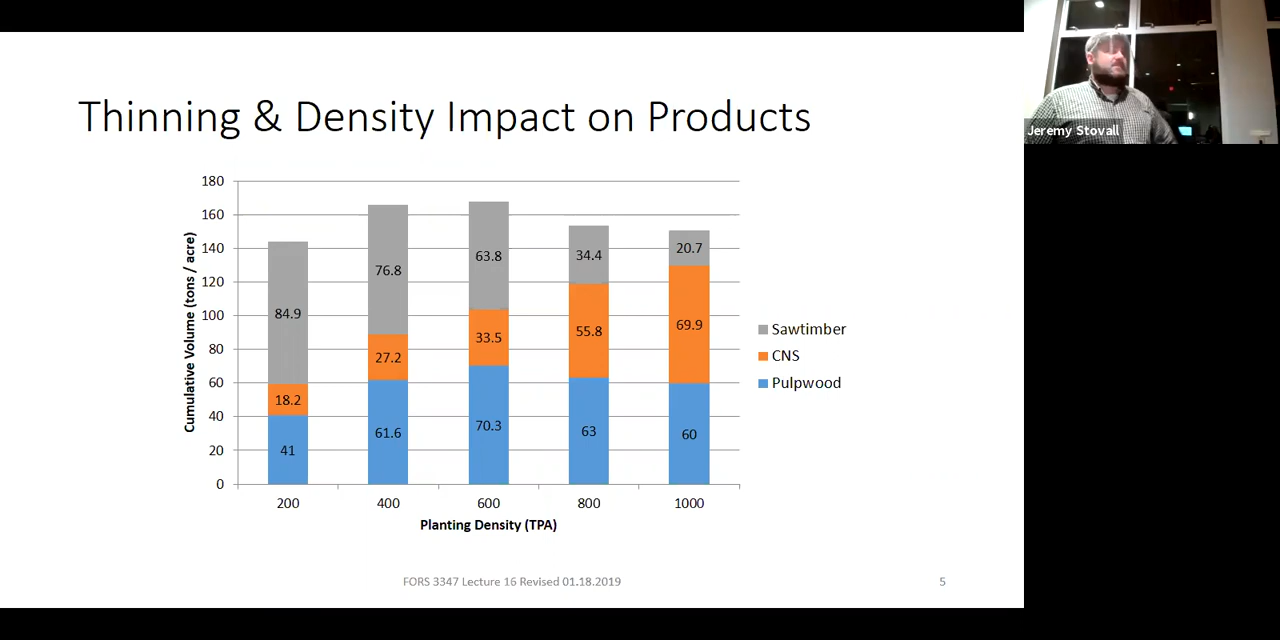 Thinning & Density Impact on Products
Jeremy Stovall
Cumulative Volume (tons / acre)
180
160
140
120
100
80
60
40
20
0
84.9
18.2
41
76.8
27.2
61.6
63.8
33.5
70.3
34.4
55.8
63
20.7
69.9
60
200 400 600 800 1000
Planting Density (TPA)
Sawtimber
CNS
Pulpwood
FORS 3347 Lecture 16 Revised 01.18.2019
5